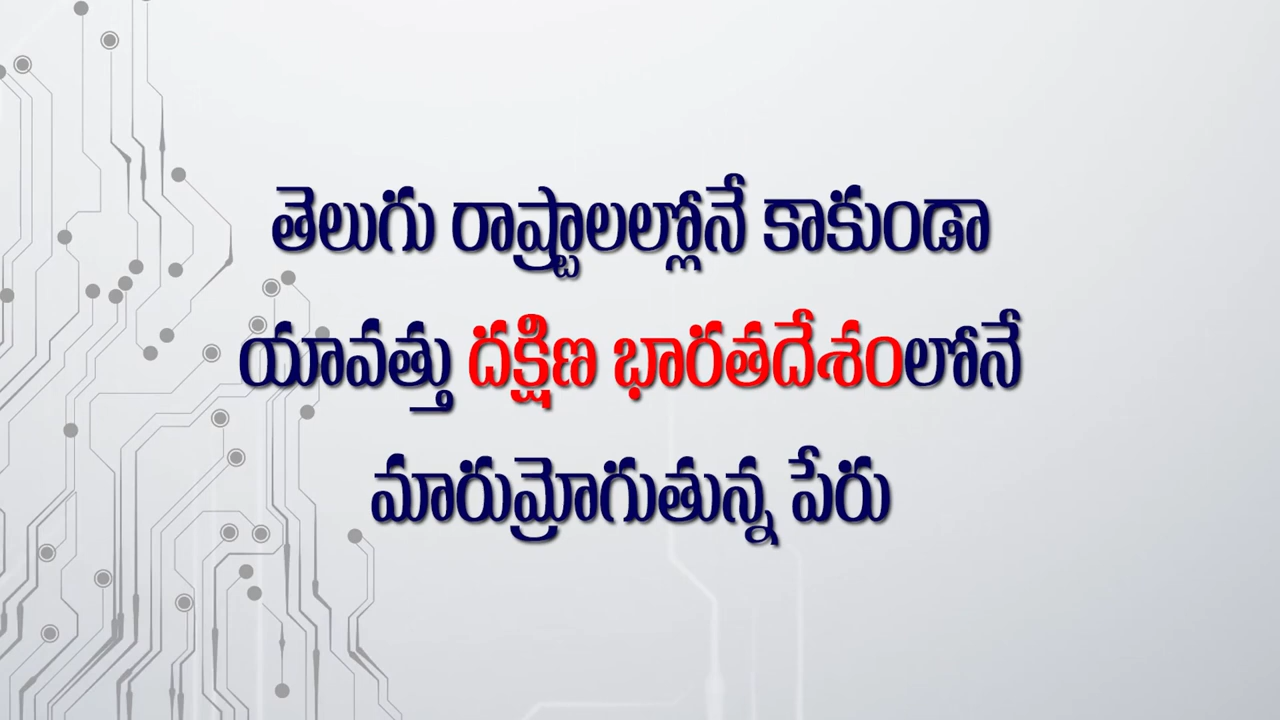 తెలుగు రాష్ట్రాలల్లోనే కాకుండా
యావత్తు దక్షిణ భారతదేశంలోనే
మారుమ్రోగుతున్న పేరు